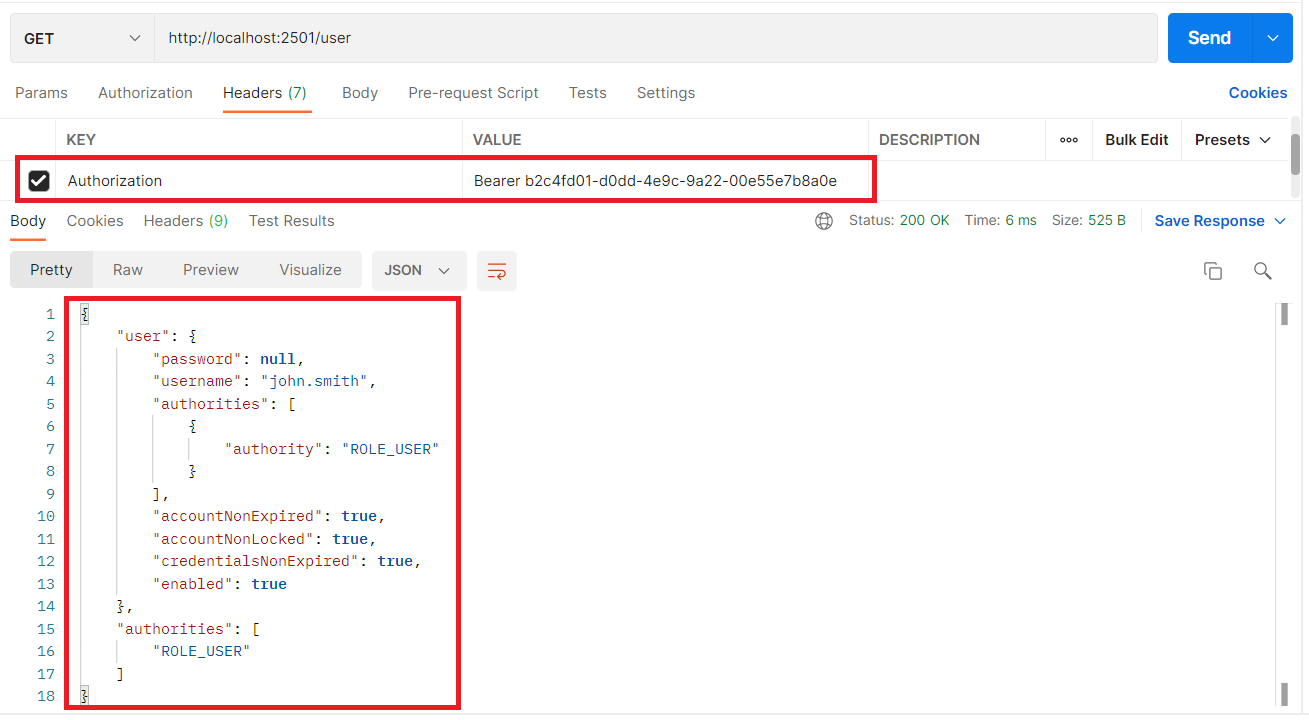 GET http://localhost:2501/user Send
Params Authorization Headers (7) Body Pre-request Script Tests Settings Cookies
KEY VALUE DESCRIPTION ooo Bulk Edit Presets
Authorization Bearer b2c4fd01-d0dd-4e9c-9a22-00e55e7b8a0e
Body Cookies Headers (9) Test Results Status: 200 OK Time: 6 ms Size: 525 B Save Response
Pretty Raw Preview Visualize JSON
1 {
2 "user": {
3 "password": null,
4 "username": "john.smith",
5 "authorities": [
6 {
7 "authority": "ROLE_USER"
8 }
9 ],
10 "accountNonExpired": true,
11 "accountNonLocked": true,
12 "credentialsNonExpired": true,
13 "enabled": true
14 },
15 "authorities": [
16 "ROLE_USER"
17 ]
18 }